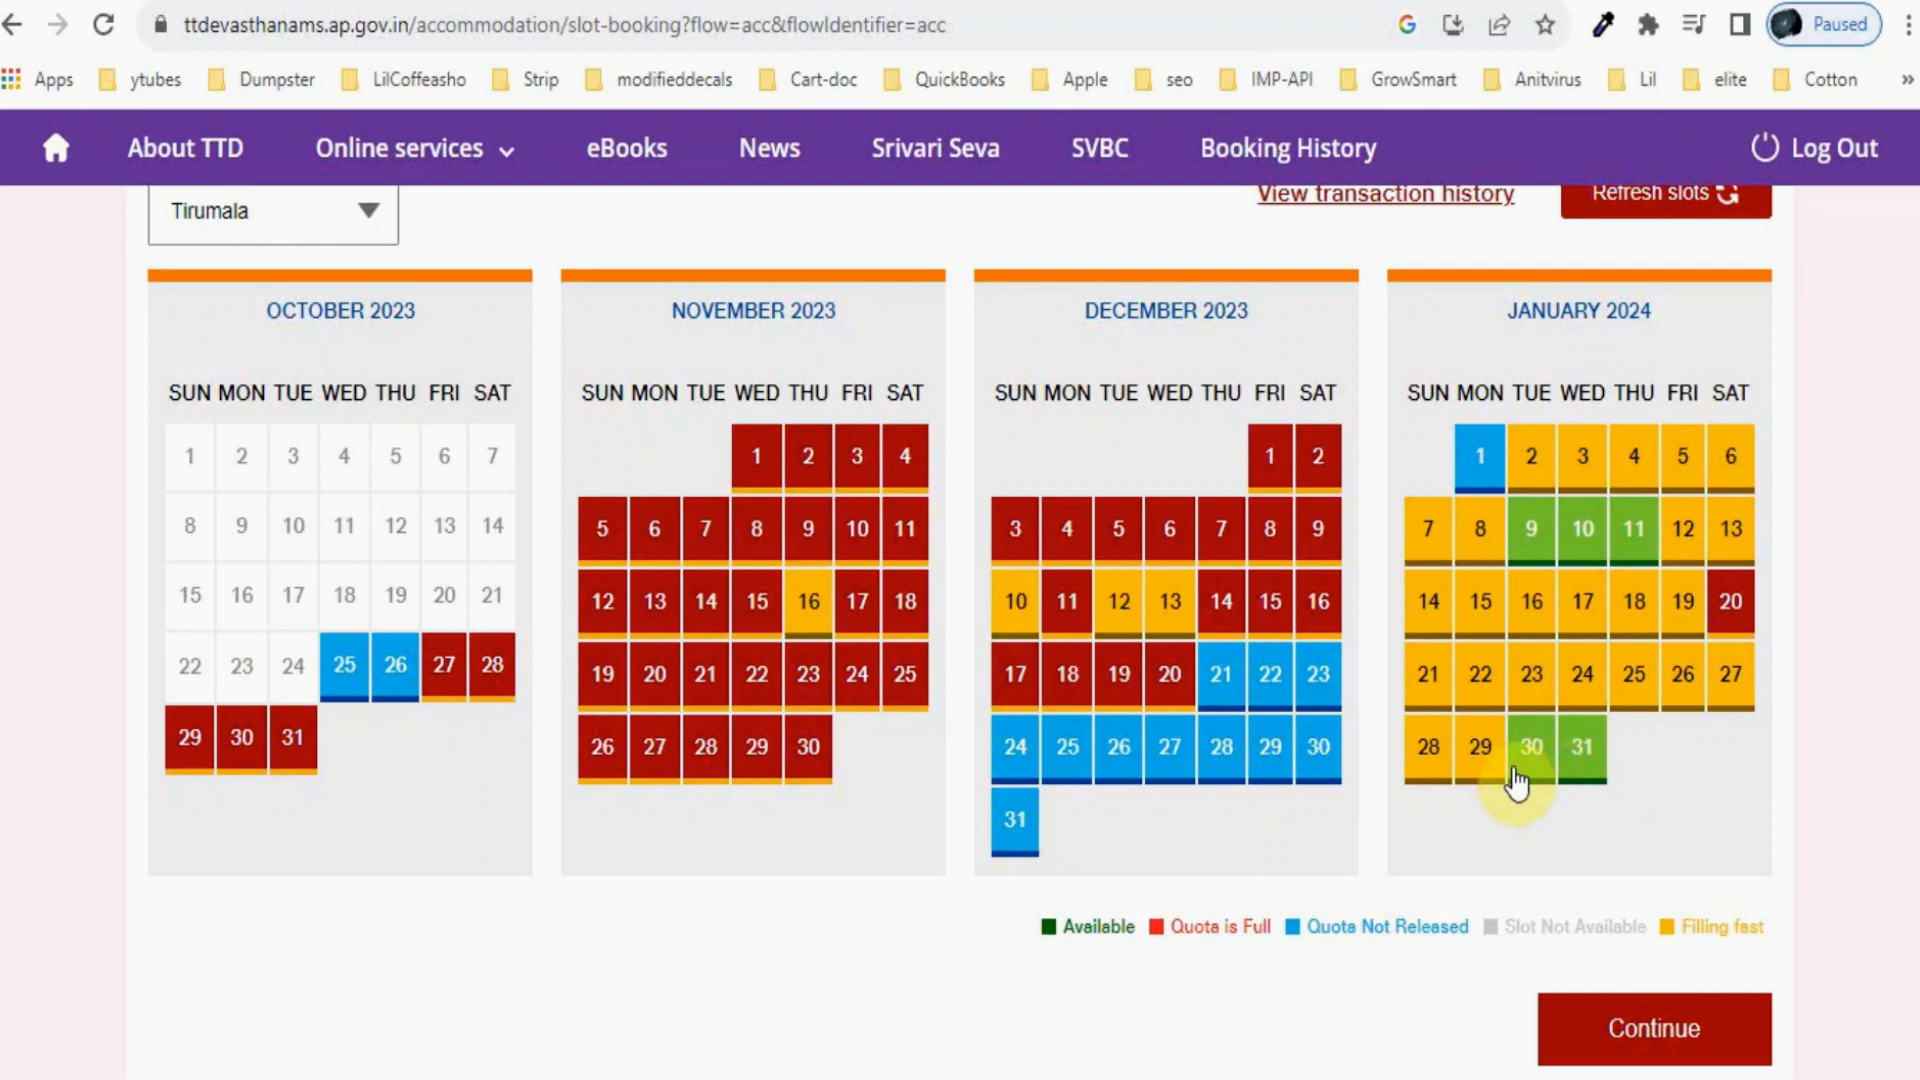 ttdevasthanams.ap.gov.in/accommodation/slot-booking?flow=acc&flowIdentifier=acc
Paused
Apps ytubes Dumpster LilCoffeasho Strip modifieddecals Cart-doc QuickBooks Apple seo IMP-API GrowSmart Anitvirus Lil elite Cotton »
About TTD Online services eBooks News Srivari Seva SVBC Booking History Log Out
Tirumala View transaction history Refresh slots
OCTOBER 2023
SUN MON TUE WED THU FRI SAT
1 2 3 4 5 6 7
8 9 10 11 12 13 14
15 16 17 18 19 20 21
22 23 24 25 26 27 28
29 30 31
NOVEMBER 2023
SUN MON TUE WED THU FRI SAT
1 2 3 4
5 6 7 8 9 10 11
12 13 14 15 16 17 18
19 20 21 22 23 24 25
26 27 28 29 30
DECEMBER 2023
SUN MON TUE WED THU FRI SAT
1 2
3 4 5 6 7 8 9
10 11 12 13 14 15 16
17 18 19 20 21 22 23
24 25 26 27 28 29 30
31
JANUARY 2024
SUN MON TUE WED THU FRI SAT
1 2 3 4 5 6
7 8 9 10 11 12 13
14 15 16 17 18 19 20
21 22 23 24 25 26 27
28 29 30 31
Available Quota is Full Quota Not Released Slot Not Available Filling fast
Continue